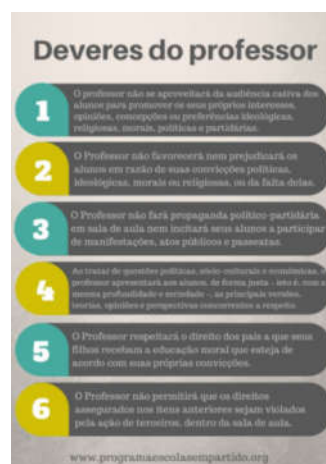 Deveres do professor
1
O professor não se aproveitará da audiência cativa dos
alunos para promover os seus próprios interesses,
opiniões, concepções ou preferências ideológicas,
religiosas, morais, políticas e partidárias.
2
O Professor não favorecerá nem prejudicará os
alunos em razão de suas convicções políticas,
ideológicas, morais ou religiosas, ou da falta delas.
3
O Professor não fará propaganda político-partidária
em sala de aula nem incitará seus alunos a participar
de manifestações, atos públicos e passeatas.
4
Ao tratar de questões políticas, sócio-culturais e econômicas, o
professor apresentará aos alunos, de forma justa – isto é, com a
mesma profundidade e seriedade –, as principais versões,
teorias, opiniões e perspectivas concorrentes a respeito.
5
O Professor respeitará o direito dos pais a que seus
filhos recebam a educação moral que esteja de
acordo com suas próprias convicções.
6
O Professor não permitirá que os direitos
assegurados nos itens anteriores sejam violados
pela ação de terceiros, dentro da sala de aula.
www.programaescolasempartido.org